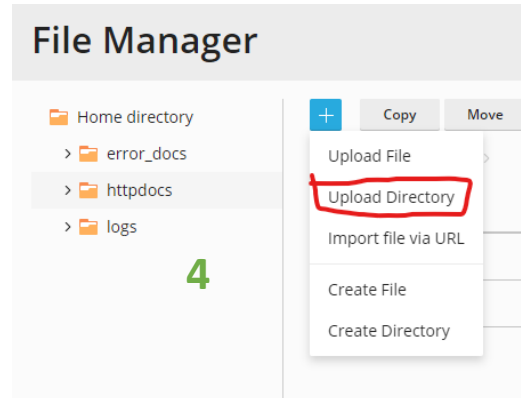 File Manager
Home directory
error_docs
httpdocs
logs
4
+ Copy Move
Upload File
Upload Directory
Import file via URL
Create File
Create Directory